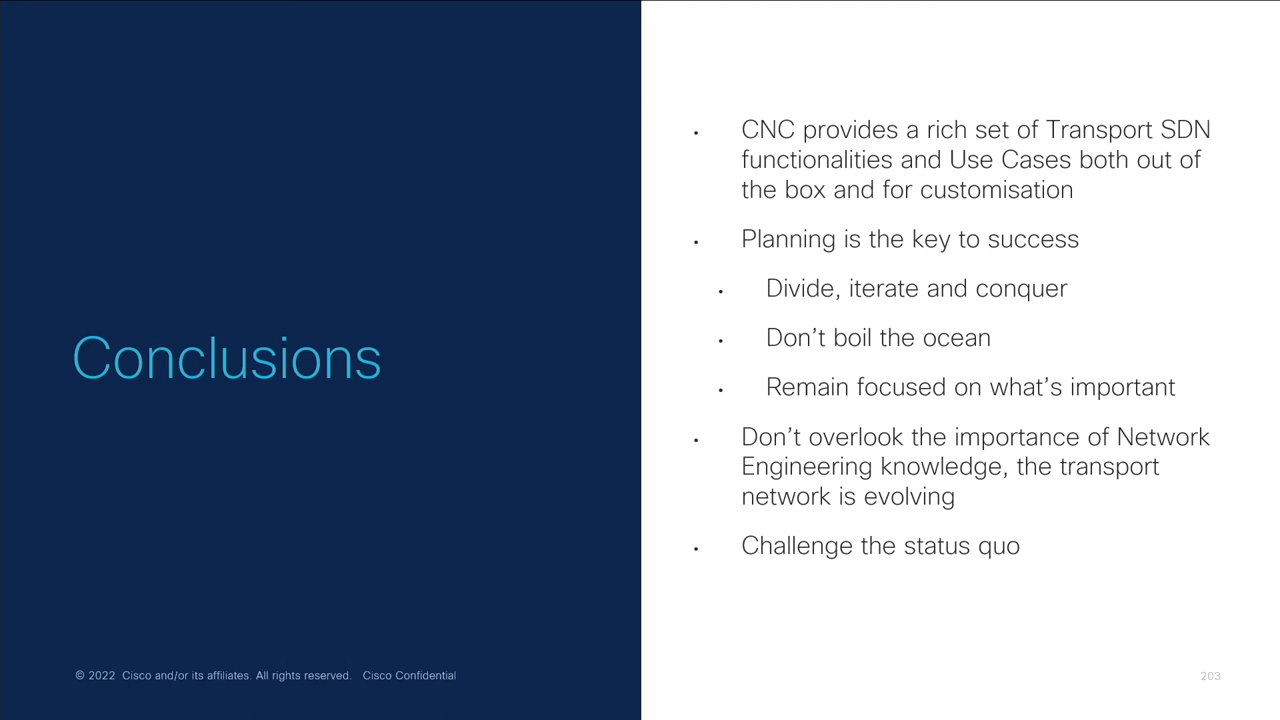 Conclusions
• CNC provides a rich set of Transport SDN
functionalities and Use Cases both out of
the box and for customisation
• Planning is the key to success
• Divide, iterate and conquer
• Don’t boil the ocean
• Remain focused on what’s important
• Don’t overlook the importance of Network
Engineering knowledge, the transport
network is evolving
• Challenge the status quo
© 2022 Cisco and/or its affiliates. All rights reserved. Cisco Confidential
203